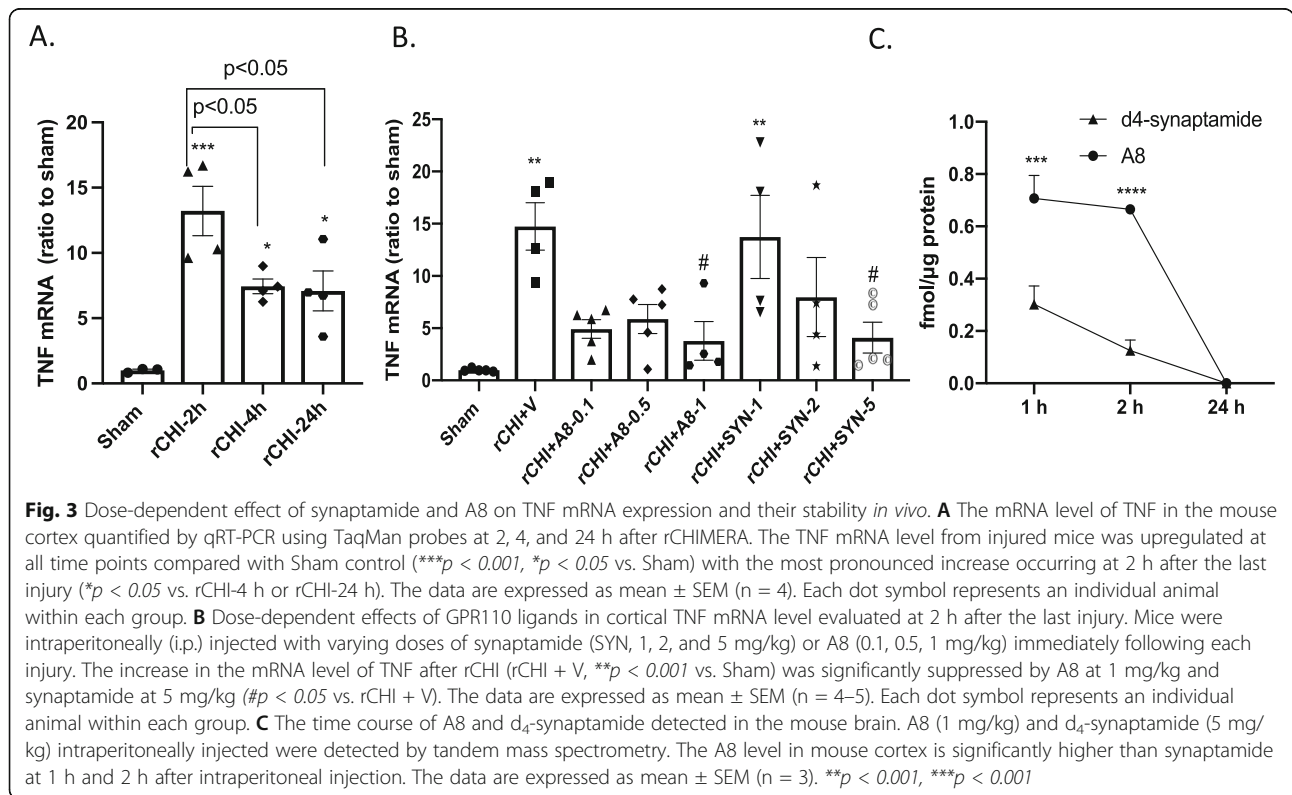 A.
B.
C.
p<0.05
p<0.05
TNF mRNA (ratio to sham)
20
15
10
5
0
***
*
*
Sham
rCHI-2h
rCHI-4h
rCHI-24h
TNF mRNA (ratio to sham)
25
20
15
10
5
0
**
#
**
#
Sham
rCHI+V
rCHI+A8-0.1
rCHI+A8-0.5
rCHI+A8-1
rCHI+SYN-1
rCHI+SYN-2
rCHI+SYN-5
fmol/µg protein
1.0
0.8
0.6
0.4
0.2
0.0
d4-synaptamide
A8
***
****
1 h
2 h
24 h
Fig. 3 Dose-dependent effect of synaptamide and A8 on TNF mRNA expression and their stability in vivo. A The mRNA level of TNF in the mouse
cortex quantified by qRT-PCR using TaqMan probes at 2, 4, and 24 h after rCHIMERA. The TNF mRNA level from injured mice was upregulated at
all time points compared with Sham control (***p < 0.001, *p < 0.05 vs. Sham) with the most pronounced increase occurring at 2 h after the last
injury (*p < 0.05 vs. rCHI-4 h or rCHI-24 h). The data are expressed as mean ± SEM (n = 4). Each dot symbol represents an individual animal
within each group. B Dose-dependent effects of GPR110 ligands in cortical TNF mRNA level evaluated at 2 h after the last injury. Mice were
intraperitoneally (i.p.) injected with varying doses of synaptamide (SYN, 1, 2, and 5 mg/kg) or A8 (0.1, 0.5, 1 mg/kg) immediately following each
injury. The increase in the mRNA level of TNF after rCHI (rCHI + V, **p < 0.001 vs. Sham) was significantly suppressed by A8 at 1 mg/kg and
synaptamide at 5 mg/kg (#p < 0.05 vs. rCHI + V). The data are expressed as mean ± SEM (n = 4–5). Each dot symbol represents an individual
animal within each group. C The time course of A8 and d₄-synaptamide detected in the mouse brain. A8 (1 mg/kg) and d₄-synaptamide (5 mg/
kg) intraperitoneally injected were detected by tandem mass spectrometry. The A8 level in mouse cortex is significantly higher than synaptamide
at 1 h and 2 h after intraperitoneal injection. The data are expressed as mean ± SEM (n = 3). **p < 0.001, ***p < 0.001